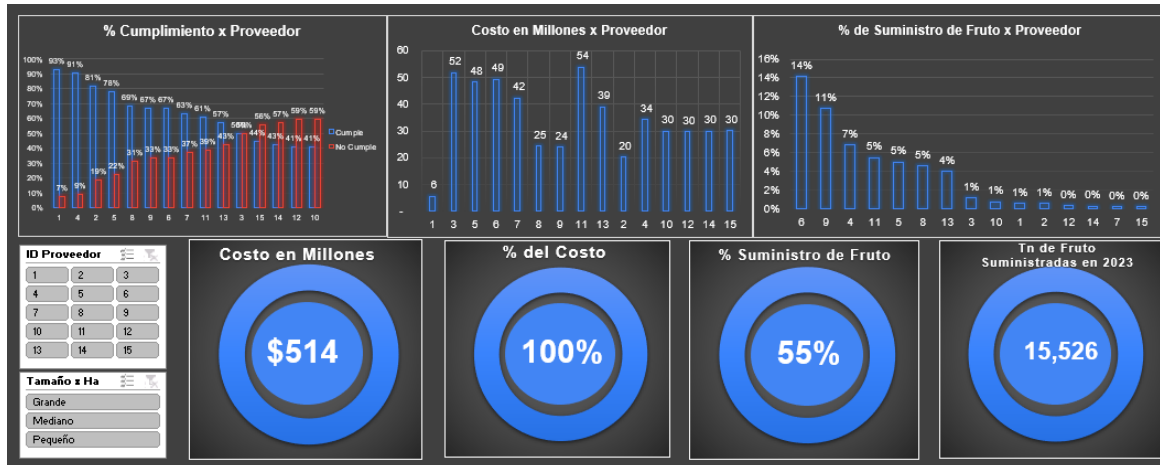 % Cumplimiento x Proveedor
100%
90%
80%
70%
60%
50%
40%
30%
20%
10%
0%
93% 91% 81% 78% 69% 67% 67% 63% 61% 57% 44% 43% 41% 41%
7% 9% 19% 22% 31% 33% 33% 37% 39% 43% 56% 57% 59% 59%
1 4 2 5 8 9 6 7 11 13 3 15 14 12 10
Cumple
No Cumple
Costo en Millones x Proveedor
60
50
40
30
20
10
-
6 52 48 49 42 25 24 54 39 20 34 30 30 30 30
1 3 5 6 7 8 9 11 13 2 4 10 12 14 15
% de Suministro de Fruto x Proveedor
16%
14%
12%
10%
8%
6%
4%
2%
0%
14% 11% 7% 5% 5% 5% 4% 1% 1% 1% 1% 0% 0% 0% 0%
6 9 4 11 5 8 13 3 10 1 2 12 14 7 15
ID Proveedor
1 2 3
4 5 6
7 8 9
10 11 12
13 14 15
Tamaño x Ha
Grande
Mediano
Pequeño
Costo en Millones
$514
% del Costo
100%
% Suministro de Fruto
55%
Tn de Fruto
Suministradas en 2023
15,526